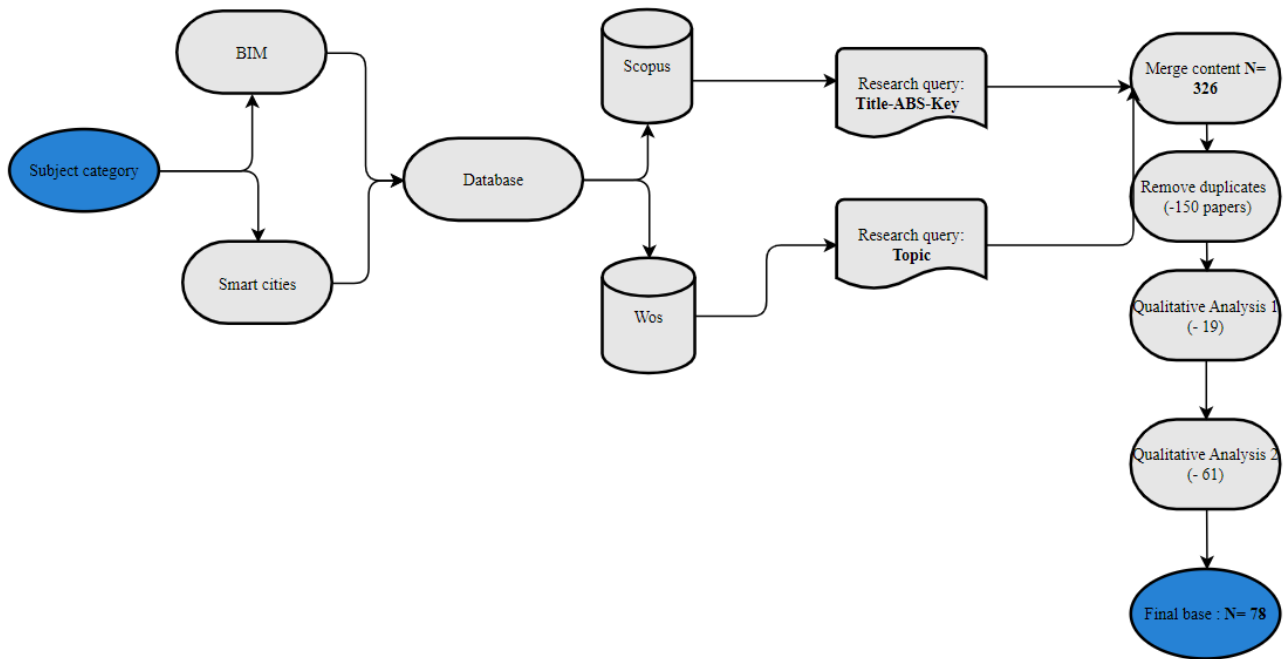 Subject category
BIM
Smart cities
Database
Scopus
Wos
Research query:
Title-ABS-Key
Research query:
Topic
Merge content N=
326
Remove duplicates
(-150 papers)
Qualitative Analysis 1
(- 19)
Qualitative Analysis 2
(- 61)
Final base : N= 78